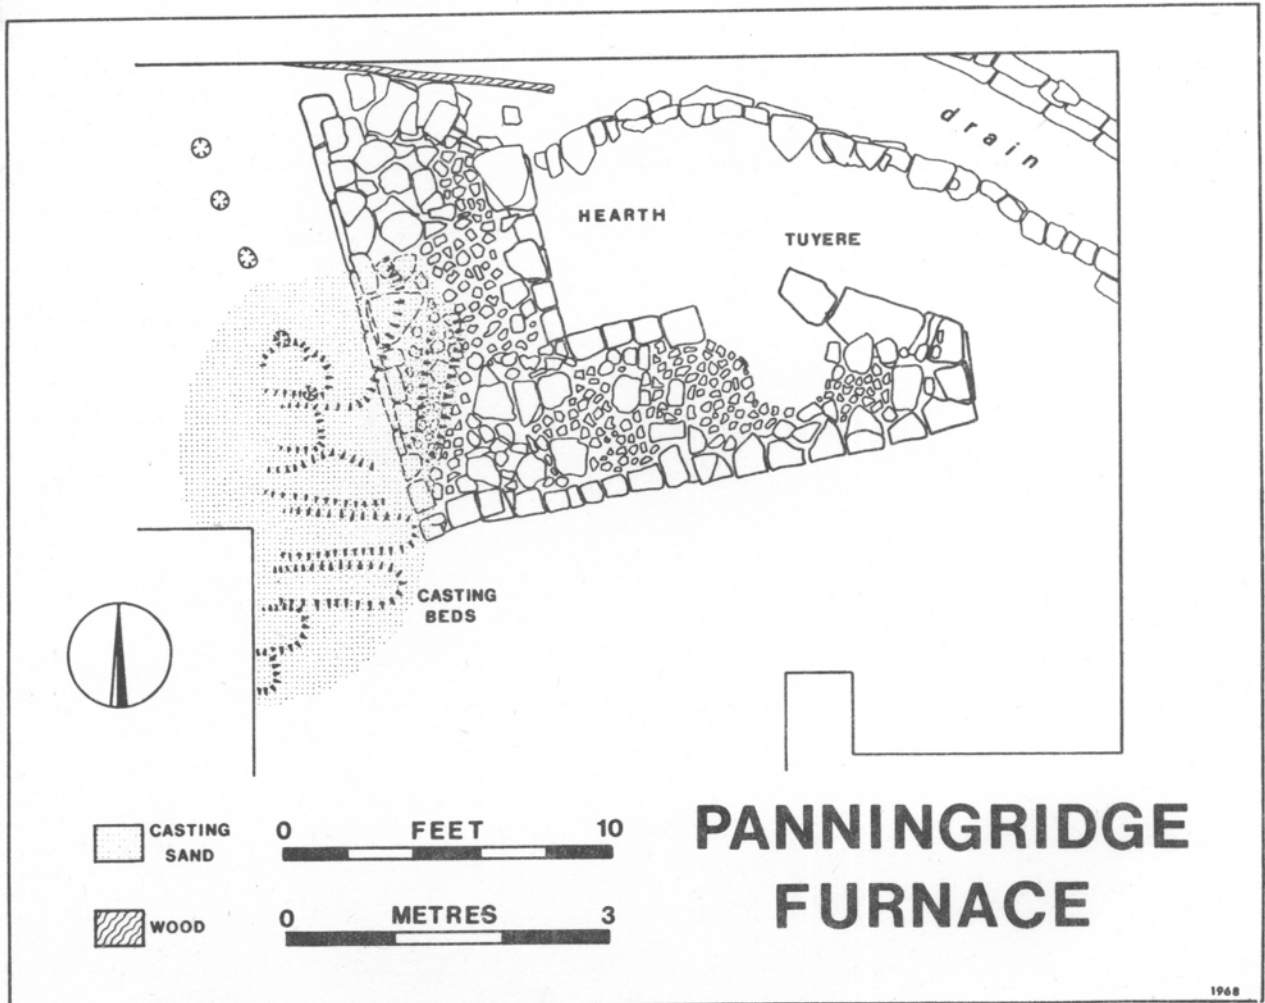 drain
HEARTH
TUYERE
CASTING
BEDS
CASTING
SAND
WOOD
0 FEET 10
0 METRES 3
PANNINGRIDGE
FURNACE
1968